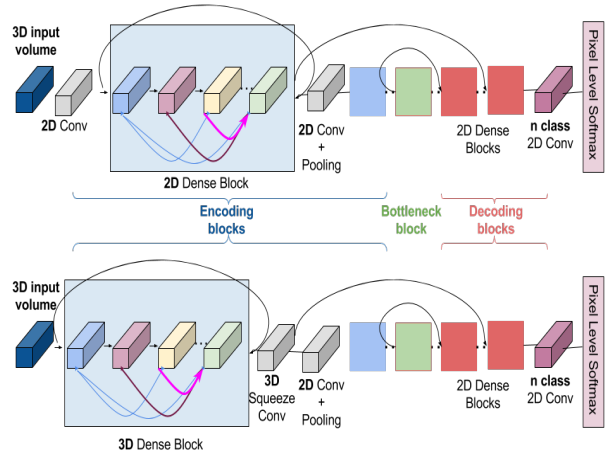 3D input
volume
2D Conv
2D Dense Block
2D Conv
+
Pooling
2D Dense
Blocks
n class
2D Conv
Pixel Level Softmax
Encoding
blocks
Bottleneck
block
Decoding
blocks
3D input
volume
3D Dense Block
3D
Squeeze
Conv
2D Conv
+
Pooling
2D Dense
Blocks
n class
2D Conv
Pixel Level Softmax